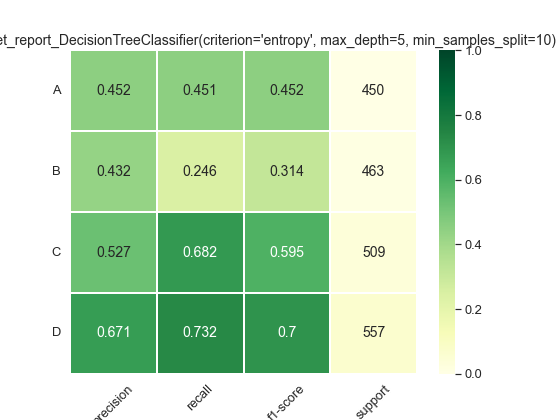 et_report_DecisionTreeClassifier(criterion='entropy', max_depth=5, min_samples_split=10)
1.0
A 0.452 0.451 0.452 450
0.8
B 0.432 0.246 0.314 463
0.6
0.4
C 0.527 0.682 0.595 509
0.2
D 0.671 0.732 0.7 557
0.0
recision recall f1-score support